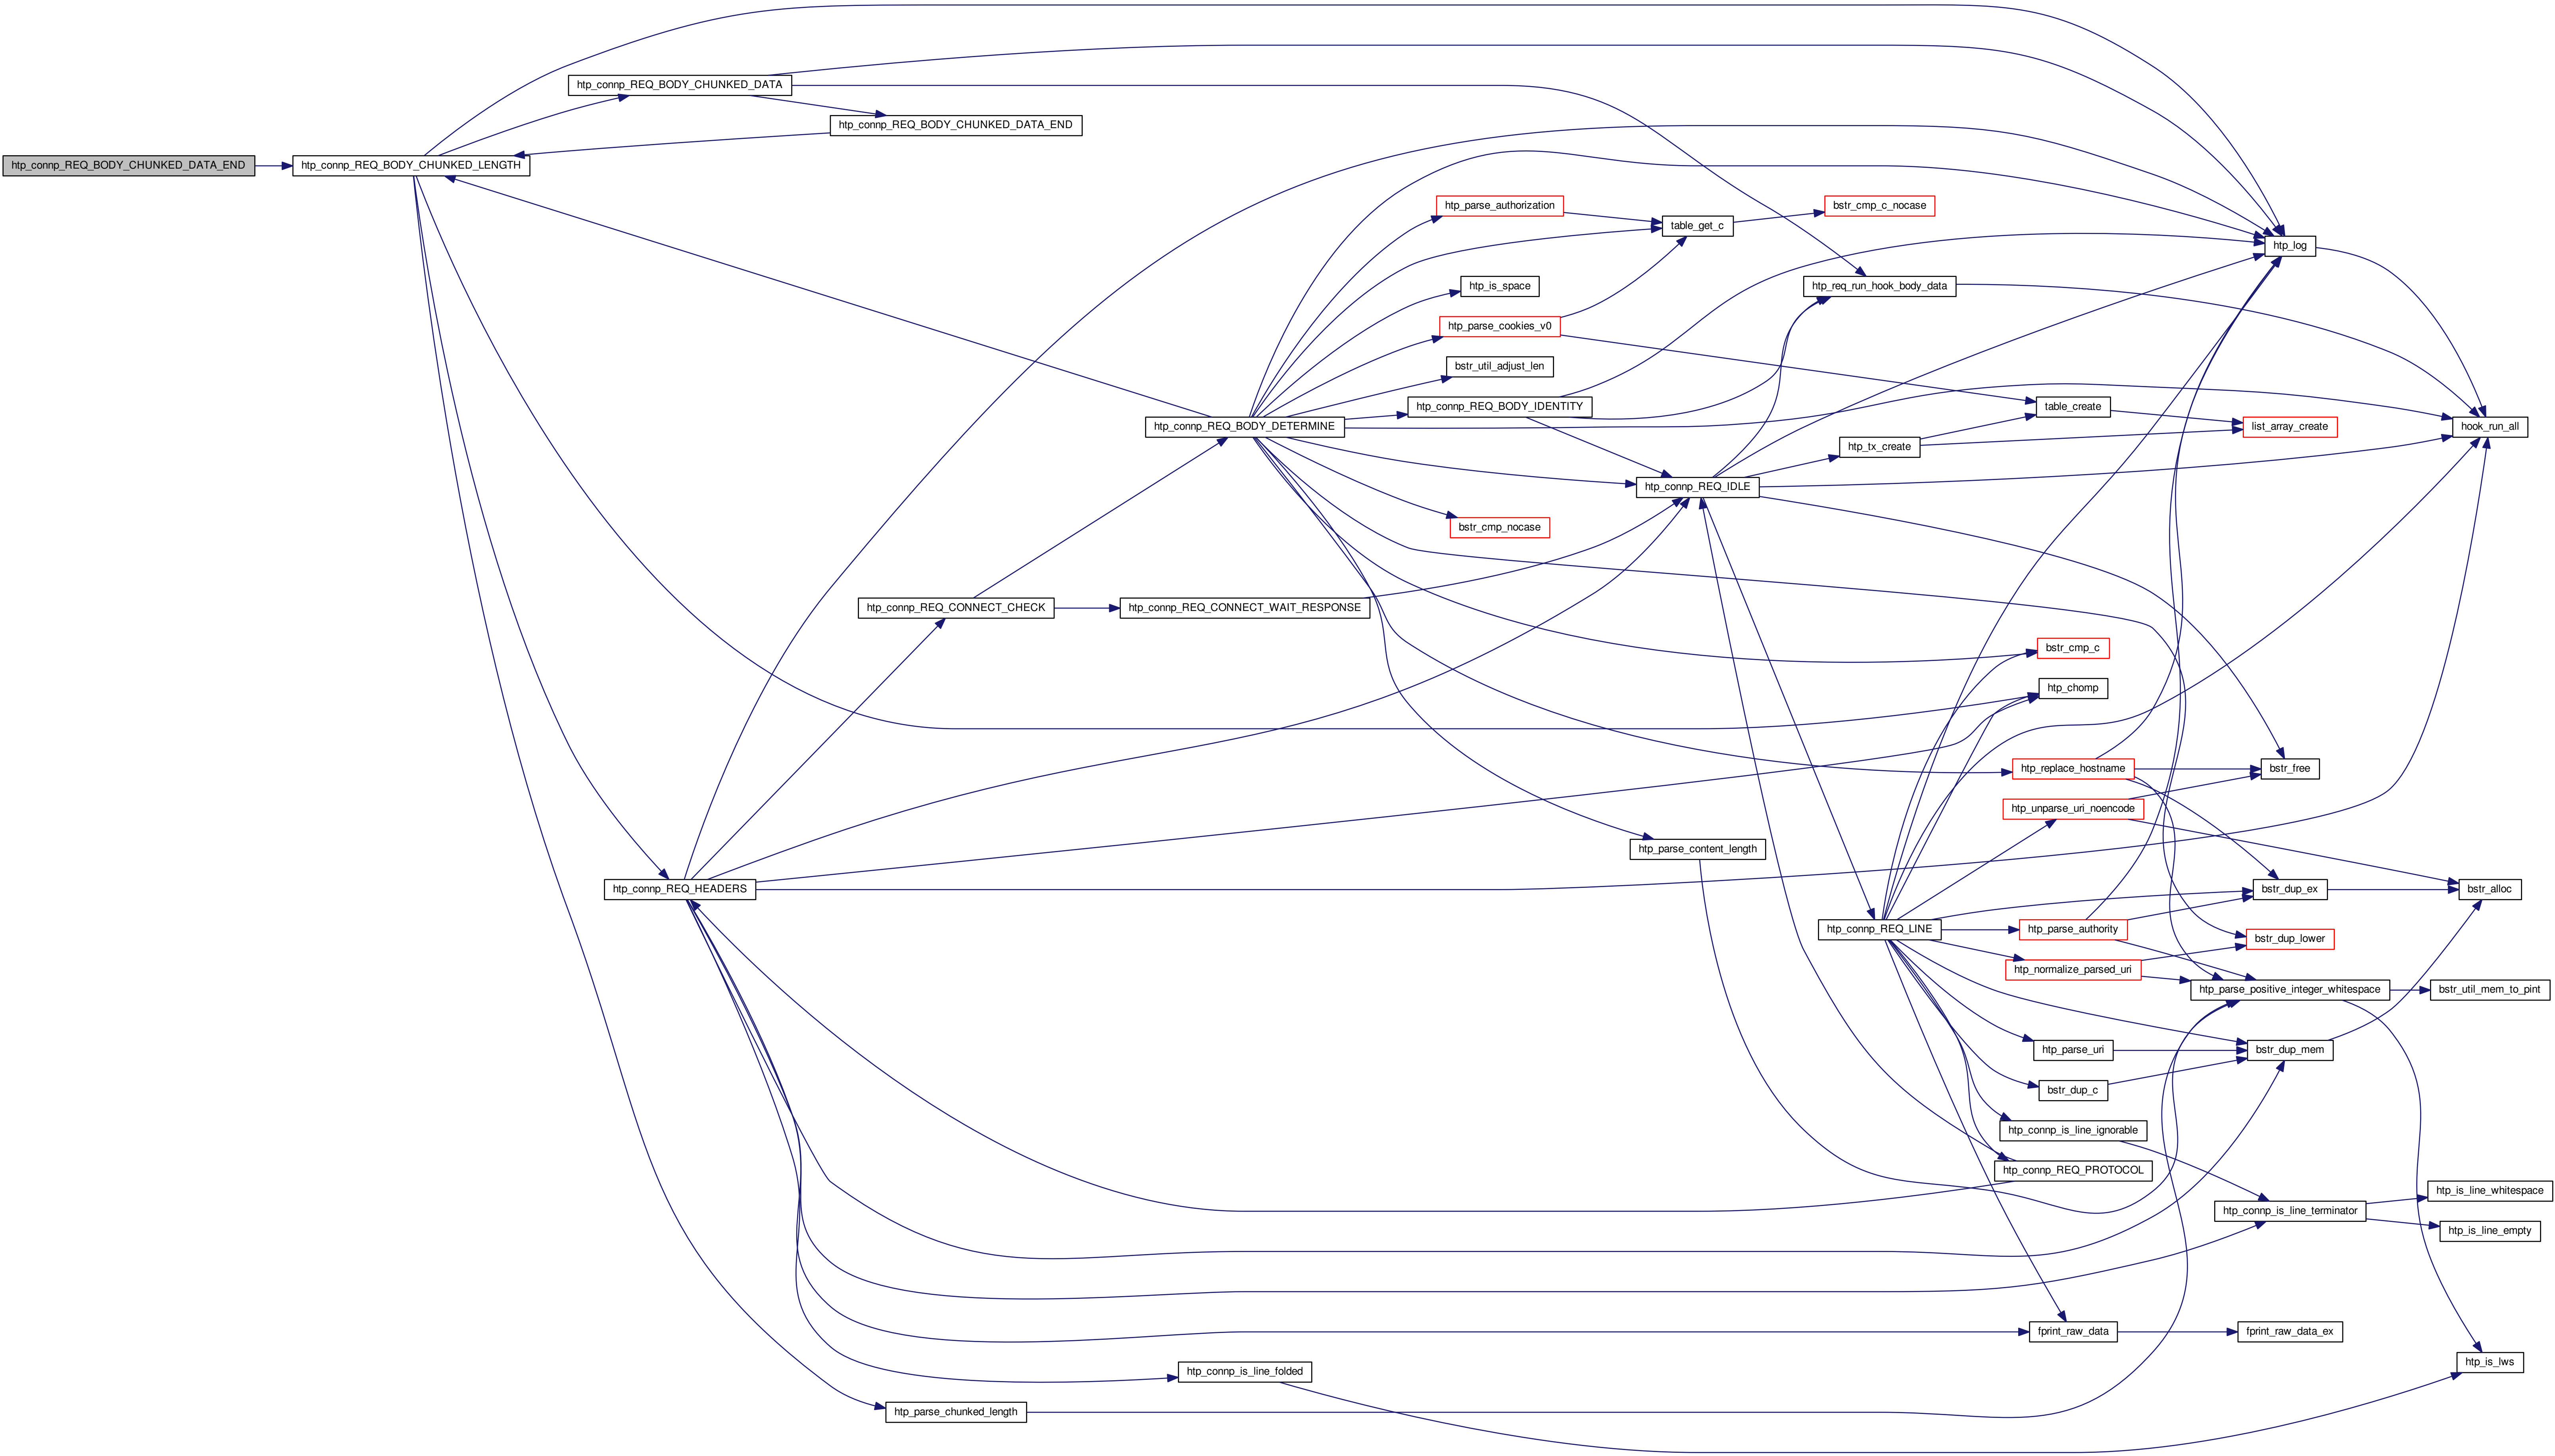 htp_connp_REQ_BODY_CHUNKED_DATA
htp_connp_REQ_BODY_CHUNKED_DATA_END
htp_connp_REQ_BODY_CHUNKED_DATA_END
htp_connp_REQ_BODY_CHUNKED_LENGTH
htp_parse_authorization
bstr_cmp_c_nocase
table_get_c
htp_log
htp_is_space
htp_req_run_hook_body_data
htp_parse_cookies_v0
bstr_util_adjust_len
htp_connp_REQ_BODY_IDENTITY
table_create
htp_connp_REQ_BODY_DETERMINE
list_array_create
hook_run_all
htp_tx_create
htp_connp_REQ_IDLE
bstr_cmp_nocase
htp_connp_REQ_CONNECT_CHECK
htp_connp_REQ_CONNECT_WAIT_RESPONSE
bstr_cmp_c
htp_chomp
htp_replace_hostname
bstr_free
htp_unparse_uri_noencode
htp_parse_content_length
htp_connp_REQ_HEADERS
bstr_dup_ex
bstr_alloc
htp_connp_REQ_LINE
htp_parse_authority
bstr_dup_lower
htp_normalize_parsed_uri
htp_parse_positive_integer_whitespace
bstr_util_mem_to_pint
htp_parse_uri
bstr_dup_mem
bstr_dup_c
htp_connp_is_line_ignorable
htp_connp_REQ_PROTOCOL
htp_is_line_whitespace
htp_connp_is_line_terminator
htp_is_line_empty
fprint_raw_data
fprint_raw_data_ex
htp_is_lws
htp_connp_is_line_folded
htp_parse_chunked_length